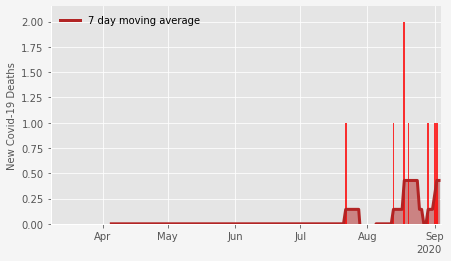 7 day moving average
New Covid-19 Deaths
2.00
1.75
1.50
1.25
1.00
0.75
0.50
0.25
0.00
Apr
May
Jun
Jul
Aug
Sep
2020